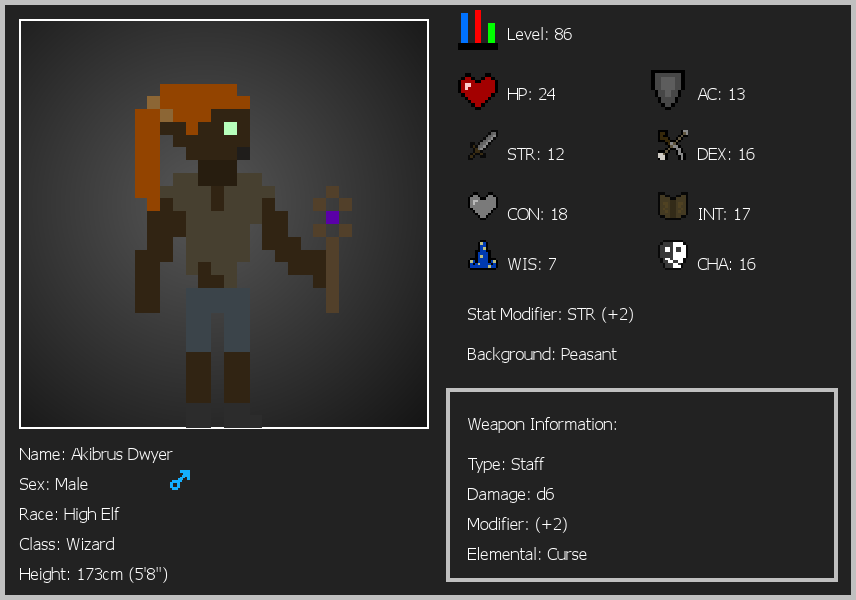 Level: 86
HP: 24
AC: 13
STR: 12
DEX: 16
CON: 18
INT: 17
WIS: 7
CHA: 16
Stat Modifier: STR (+2)
Background: Peasant
Weapon Information:
Type: Staff
Damage: d6
Modifier: (+2)
Elemental: Curse
Name: Akibrus Dwyer
Sex: Male
Race: High Elf
Class: Wizard
Height: 173cm (5'8")